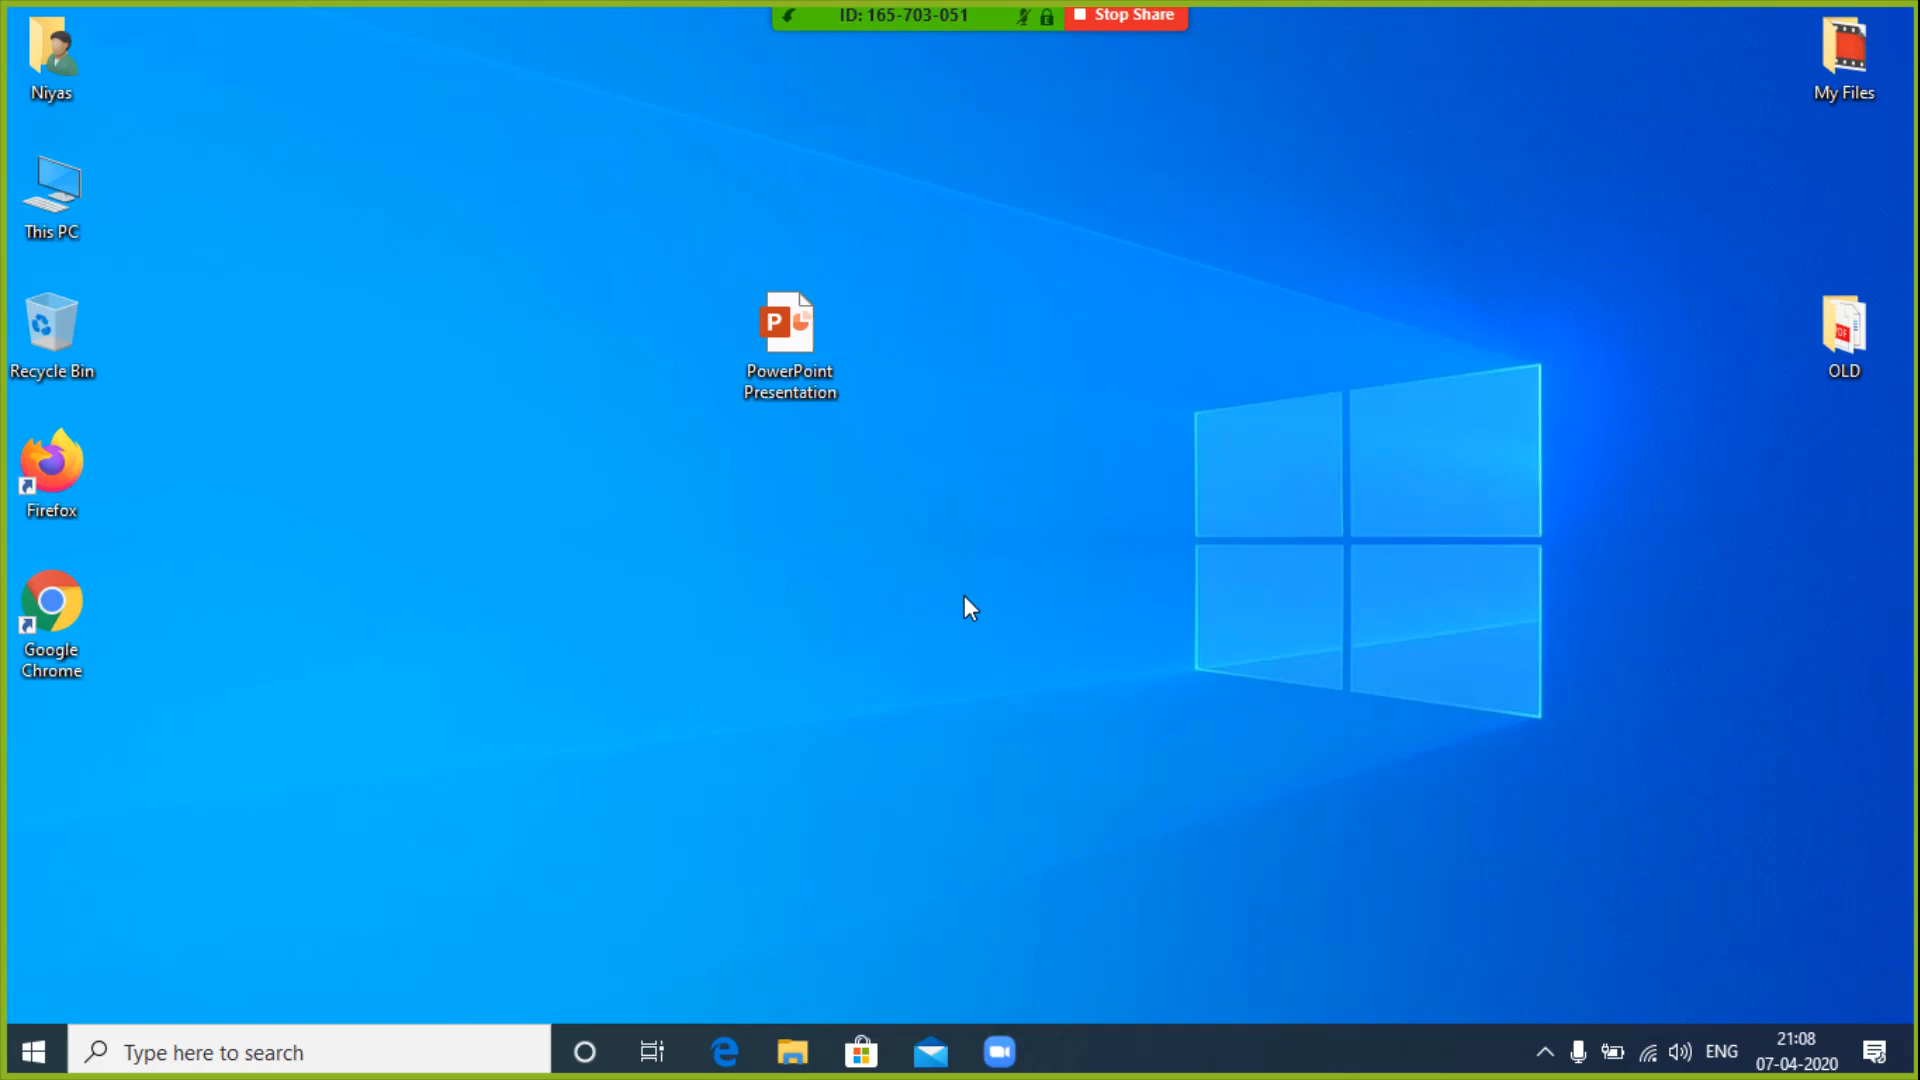 ID: 165-703-051
Stop Share
Niyas
My Files
This PC
Recycle Bin
PowerPoint
Presentation
OLD
Firefox
Google
Chrome
Type here to search
ENG
21:08
07-04-2020